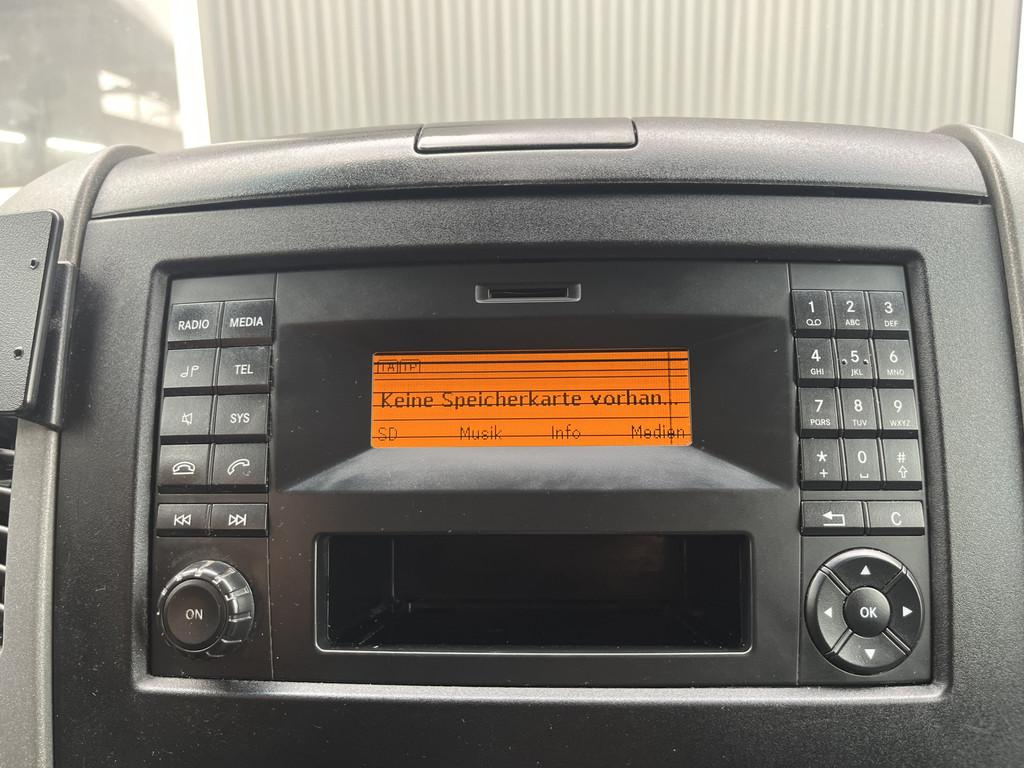 RADIO MEDIA
TEL
SYS
ON
TA TP
Keine Speicherkarte vorhan...
SD Musik Info Medien
1 2 ABC 3 DEF
4 GHI 5 JKL 6 MNO
7 PQRS 8 TUV 9 WXYZ
* + 0 #
C
OK